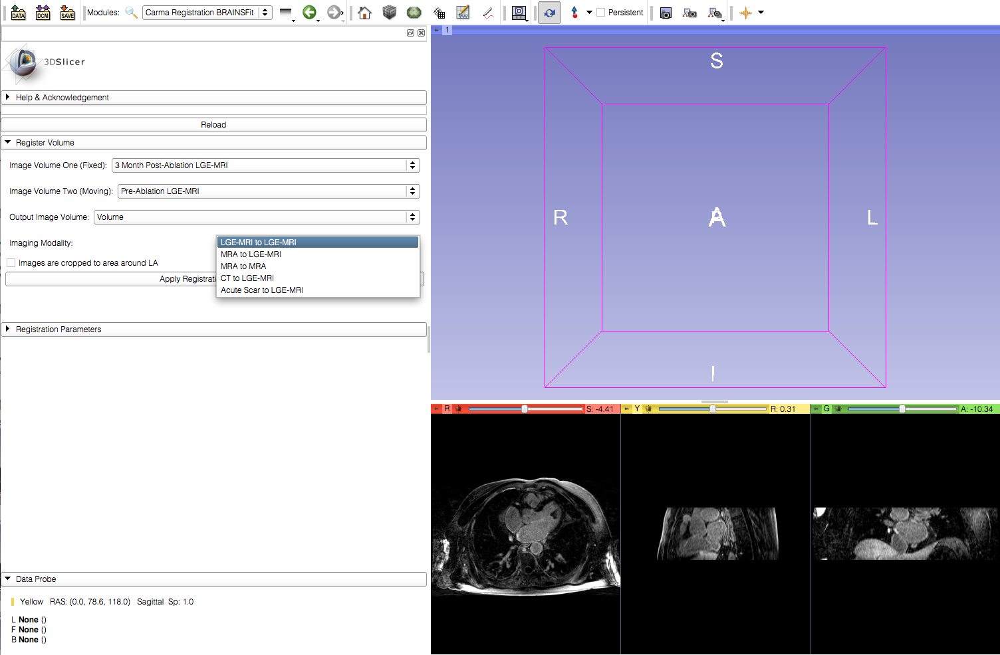 DATA DCM SAVE Modules: Carma Registration BRAINSFit Persistent
1
3DSlicer
Help & Acknowledgement
Reload
Register Volume
Image Volume One (Fixed): 3 Month Post-Ablation LGE-MRI
Image Volume Two (Moving): Pre-Ablation LGE-MRI
Output Image Volume: Volume
Imaging Modality:
LGE-MRI to LGE-MRI
MRA to LGE-MRI
MRA to MRA
CT to LGE-MRI
Acute Scar to LGE-MRI
Images are cropped to area around LA
Apply Registrati
Registration Parameters
Data Probe
Yellow RAS: (0.0, 78.6, 118.0) Sagittal Sp: 1.0
L None ()
F None ()
B None ()
S
R A L
I
R S: -4.41
Y R: 0.31
G A: -10.34